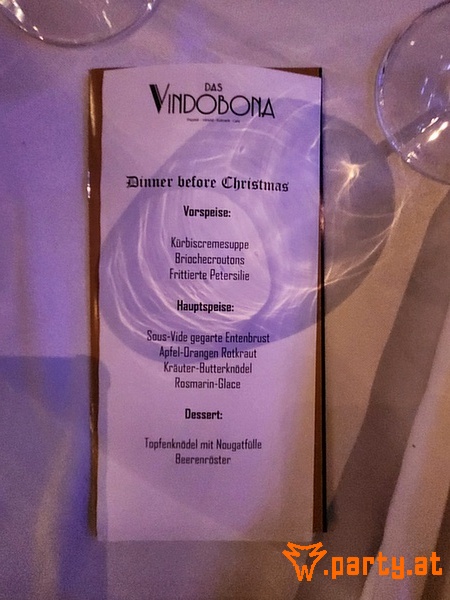 DAS
VINDOBONA
Dinner before Christmas
Vorspeise:
Kürbiscremesuppe
Briochecroutons
Frittierte Petersilie
Hauptspeise:
Sous-Vide gegarte Entenbrust
Apfel-Orangen Rotkraut
Kräuter-Butterknödel
Rosmarin-Glace
Dessert:
Topfenknödel mit Nougatfülle
Beerenröster
.party.at